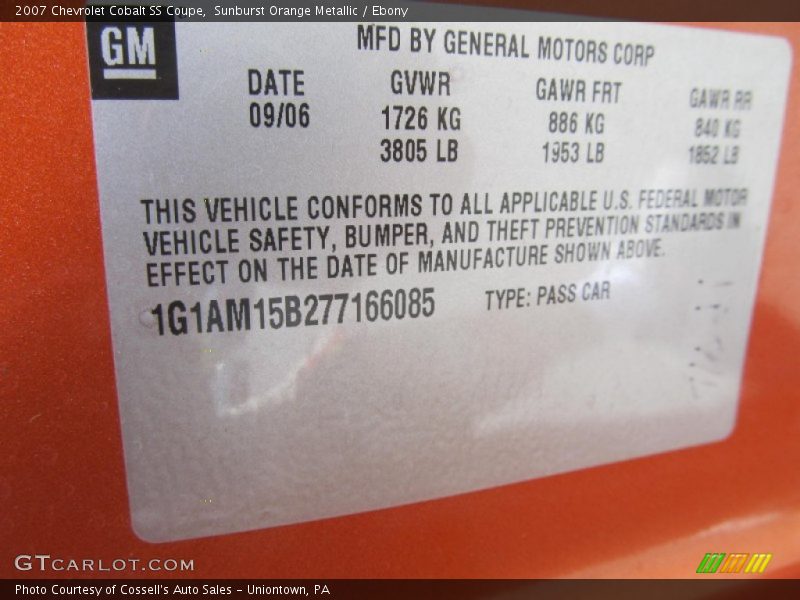 2007 Chevrolet Cobalt SS Coupe,  Sunburst Orange Metallic / Ebony
GM
MFD BY GENERAL MOTORS CORP
DATE GVWR GAWR FRT GAWR RR
09/06 1726 KG 886 KG 840 KG
3805 LB 1953 LB 1852 LB
THIS VEHICLE CONFORMS TO ALL APPLICABLE U.S. FEDERAL MOTOR
VEHICLE SAFETY, BUMPER, AND THEFT PREVENTION STANDARDS IN
EFFECT ON THE DATE OF MANUFACTURE SHOWN ABOVE.
1G1AM15B277166085 TYPE: PASS CAR
GTCARLOT.COM
Photo Courtesy of Cossell's Auto Sales - Uniontown, PA